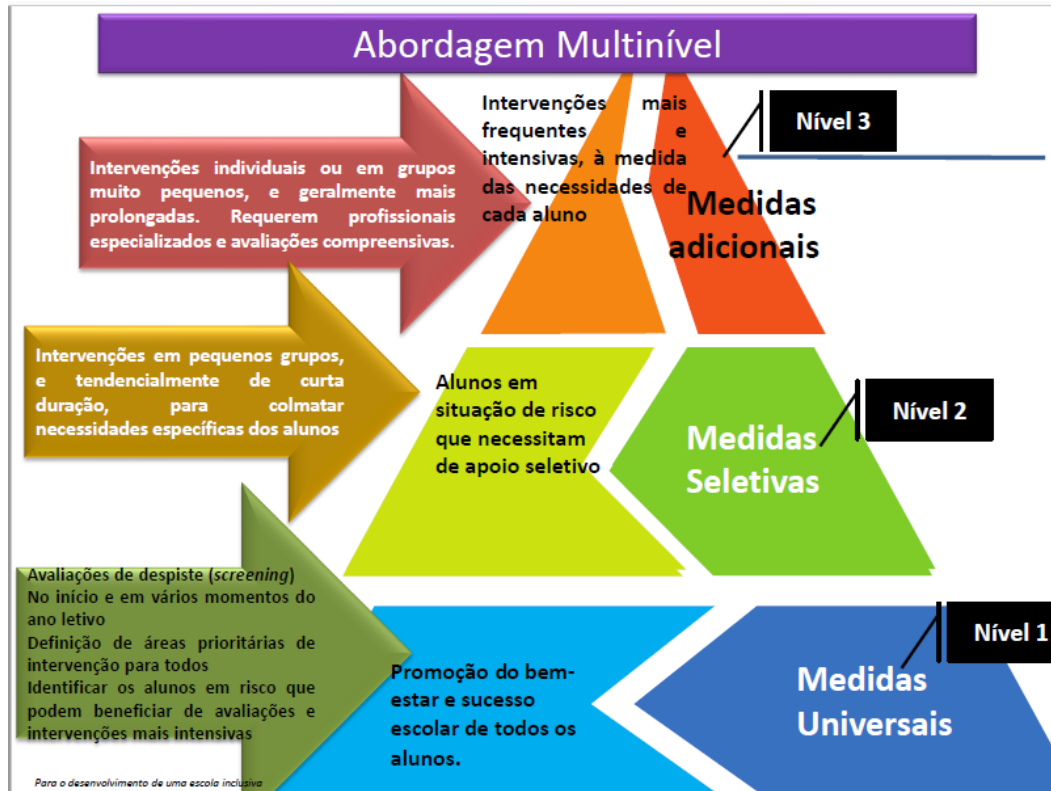 Abordagem Multinível
Intervenções mais
frequentes e
intensivas, à medida
das necessidades de
cada aluno
Nível 3
Medidas
adicionais
Intervenções individuais ou em grupos
muito pequenos, e geralmente mais
prolongadas. Requerem profissionais
especializados e avaliações compreensivas.
Intervenções em pequenos grupos,
e tendencialmente de curta
duração, para colmatar
necessidades específicas dos alunos
Alunos em
situação de risco
que necessitam
de apoio seletivo
Nível 2
Medidas
Seletivas
Avaliações de despiste (screening)
No início e em vários momentos do
ano letivo
Definição de áreas prioritárias de
intervenção para todos
Identificar os alunos em risco que
podem beneficiar de avaliações e
intervenções mais intensivas
Promoção do bem-
estar e sucesso
escolar de todos os
alunos.
Nível 1
Medidas
Universais
Para o desenvolvimento de uma escola inclusiva